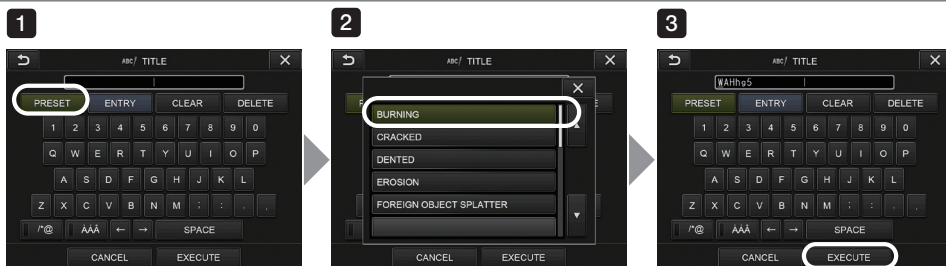 1
ABC/ TITLE
PRESET ENTRY CLEAR DELETE
1 2 3 4 5 6 7 8 9 0
Q W E R T Y U I O P
A S D F G H J K L
Z X C V B N M ; : . ,
/*@ ÀÁÂ ← → SPACE
CANCEL EXECUTE
2
ABC/ TITLE
BURNING
CRACKED
DENTED
EROSION
FOREIGN OBJECT SPLATTER
CANCEL EXECUTE
3
ABC/ TITLE
WAHhg5
PRESET ENTRY CLEAR DELETE
1 2 3 4 5 6 7 8 9 0
Q W E R T Y U I O P
A S D F G H J K L
Z X C V B N M ; : . ,
/*@ ÀÁÂ ← → SPACE
CANCEL EXECUTE